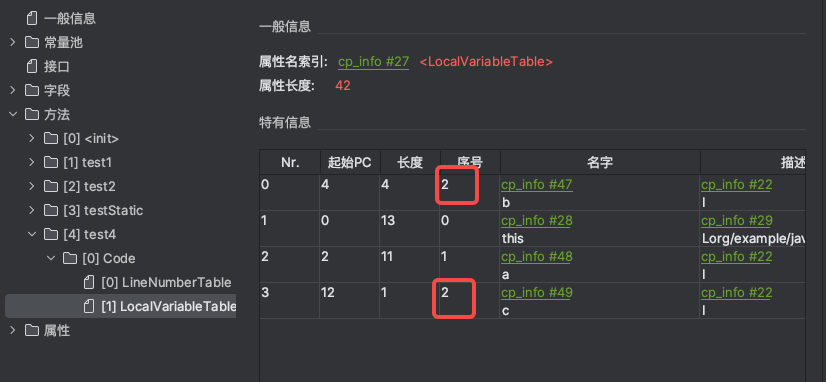 一般信息
常量池
接口
字段
方法
[0] <init>
[1] test1
[2] test2
[3] testStatic
[4] test4
[0] Code
[0] LineNumberTable
[1] LocalVariableTable
属性
一般信息
属性名索引: cp_info #27 <LocalVariableTable>
属性长度: 42
特有信息
Nr. 起始PC 长度 序号 名字 描述
0 4 4 2 cp_info #47 cp_info #22
b I
1 0 13 0 cp_info #28 cp_info #29
this Lorg/example/jav
2 2 11 1 cp_info #48 cp_info #22
a I
3 12 1 2 cp_info #49 cp_info #22
c I